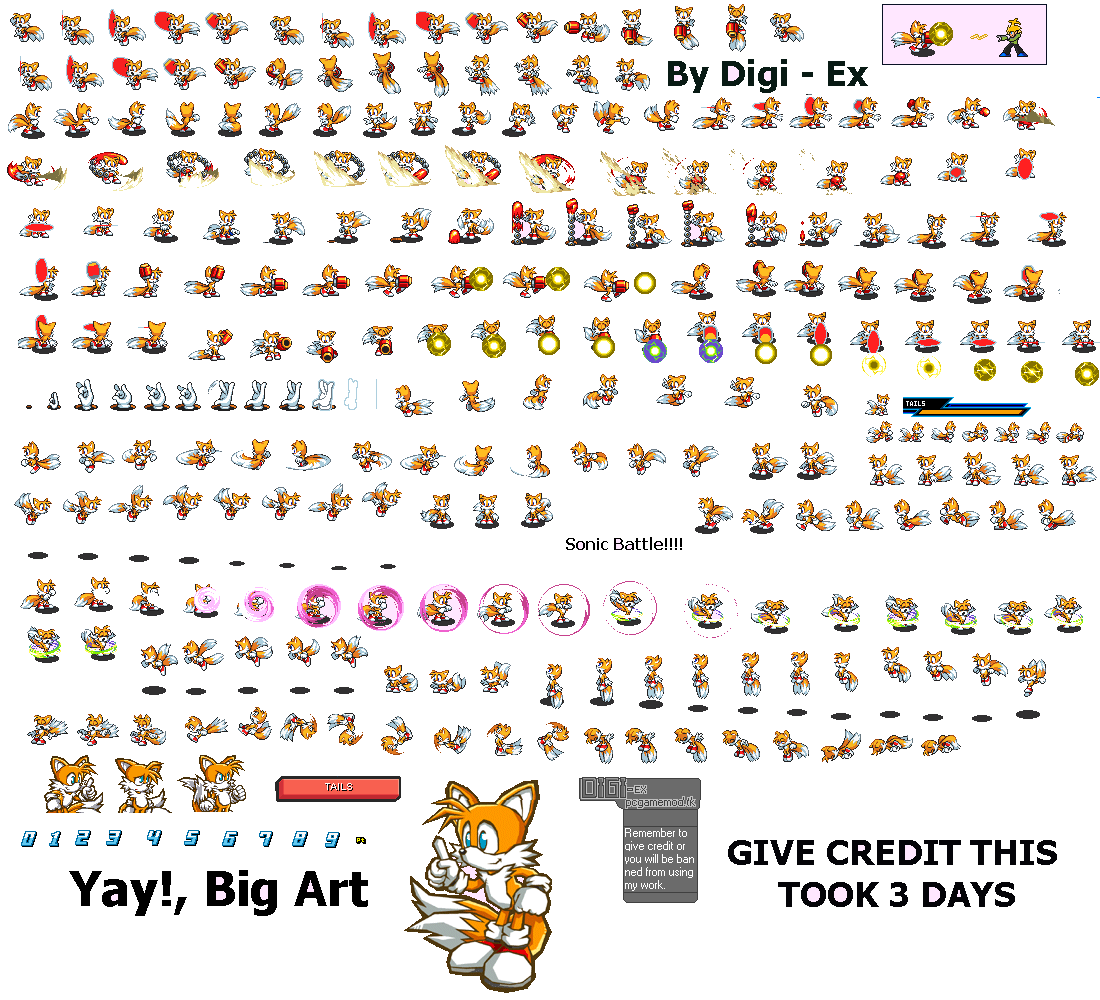 By Digi - Ex
TAILS
Sonic Battle!!!!
TAILS
DiGi-EX
pcgamemod.tk
0 1 2 3 4 5 6 7 8 9
Remember to
give credit or
you will be ban
ned from using
my work.
GIVE CREDIT THIS
TOOK 3 DAYS
Yay!, Big Art